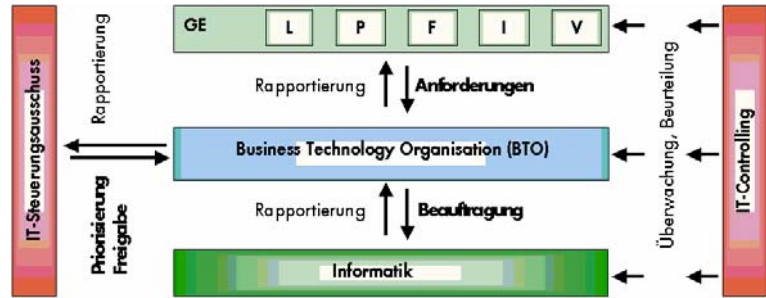 GE L P F I V
Rapportierung Anforderungen
IT-Steuerungsausschuss
Rapportierung
Priorisierung
Freigabe
Business Technology Organisation (BTO)
Rapportierung Beauftragung
Informatik
Überwachung, Beurteilung
IT-Controlling